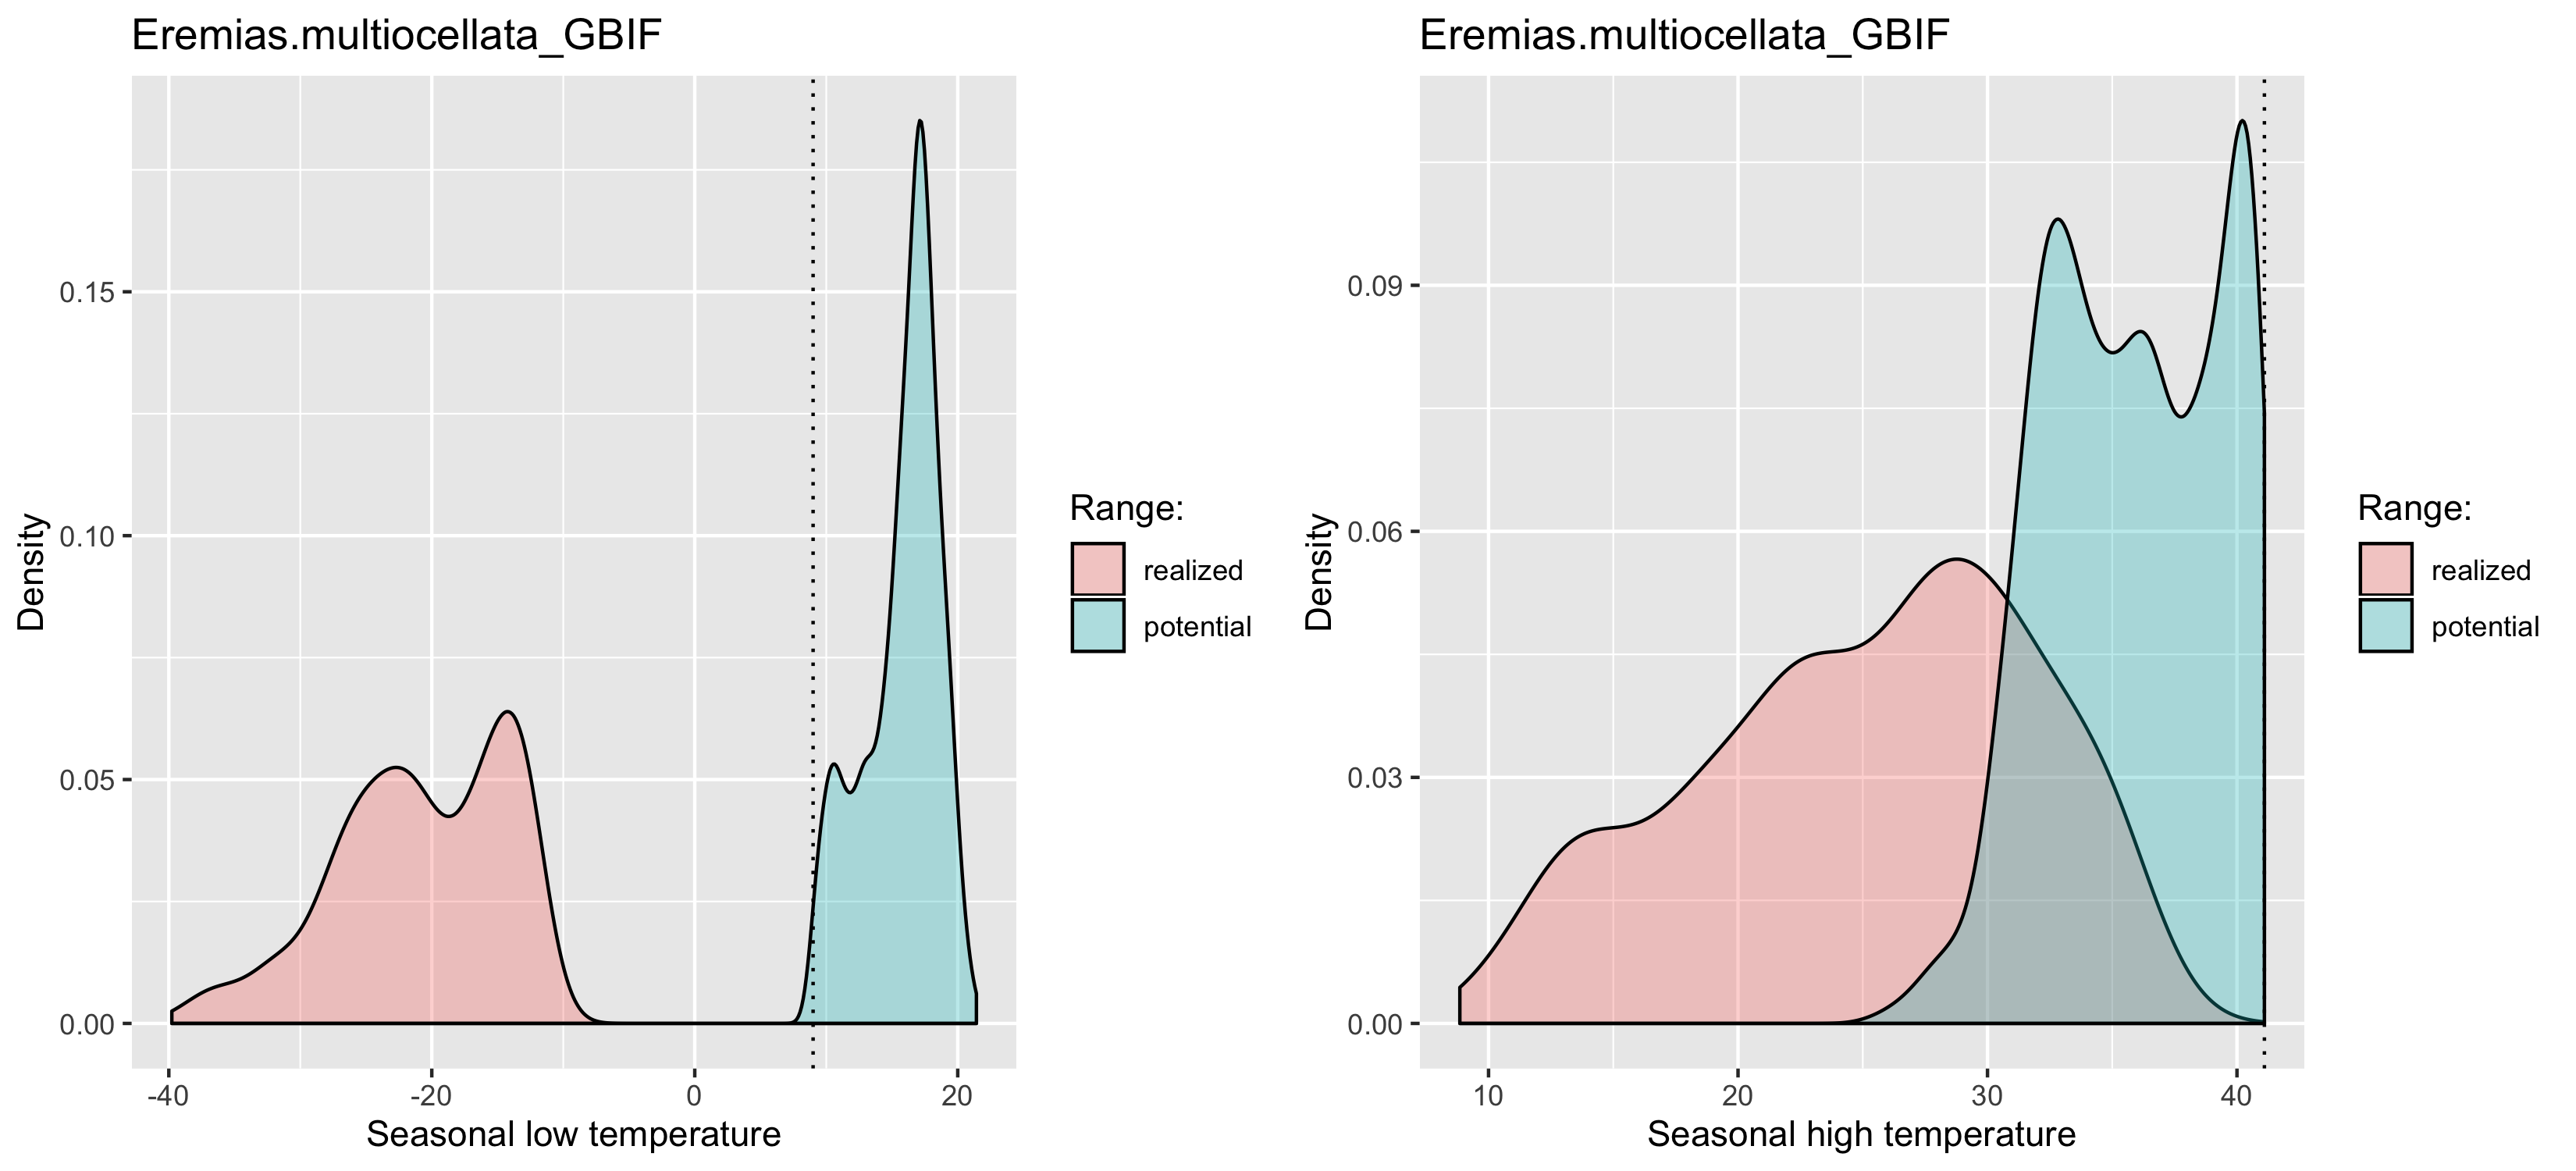 Eremias.multiocellata_GBIF
0.15
0.10
0.05
0.00
Density
-40
-20
0
20
Seasonal low temperature
Range:
realized
potential
Eremias.multiocellata_GBIF
0.09
0.06
0.03
0.00
Density
10
20
30
40
Seasonal high temperature
Range:
realized
potential